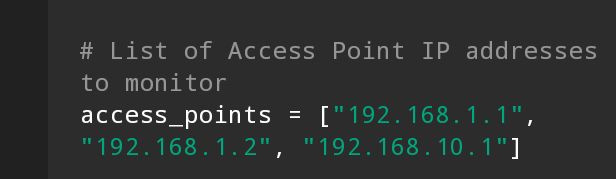 # List of Access Point IP addresses
to monitor
access_points = ["192.168.1.1",
"192.168.1.2", "192.168.10.1"]